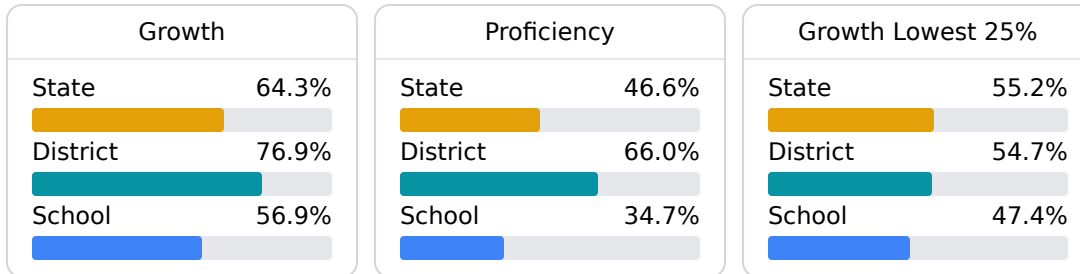 Growth
State 64.3%
District 76.9%
School 56.9%
Proficiency
State 46.6%
District 66.0%
School 34.7%
Growth Lowest 25%
State 55.2%
District 54.7%
School 47.4%